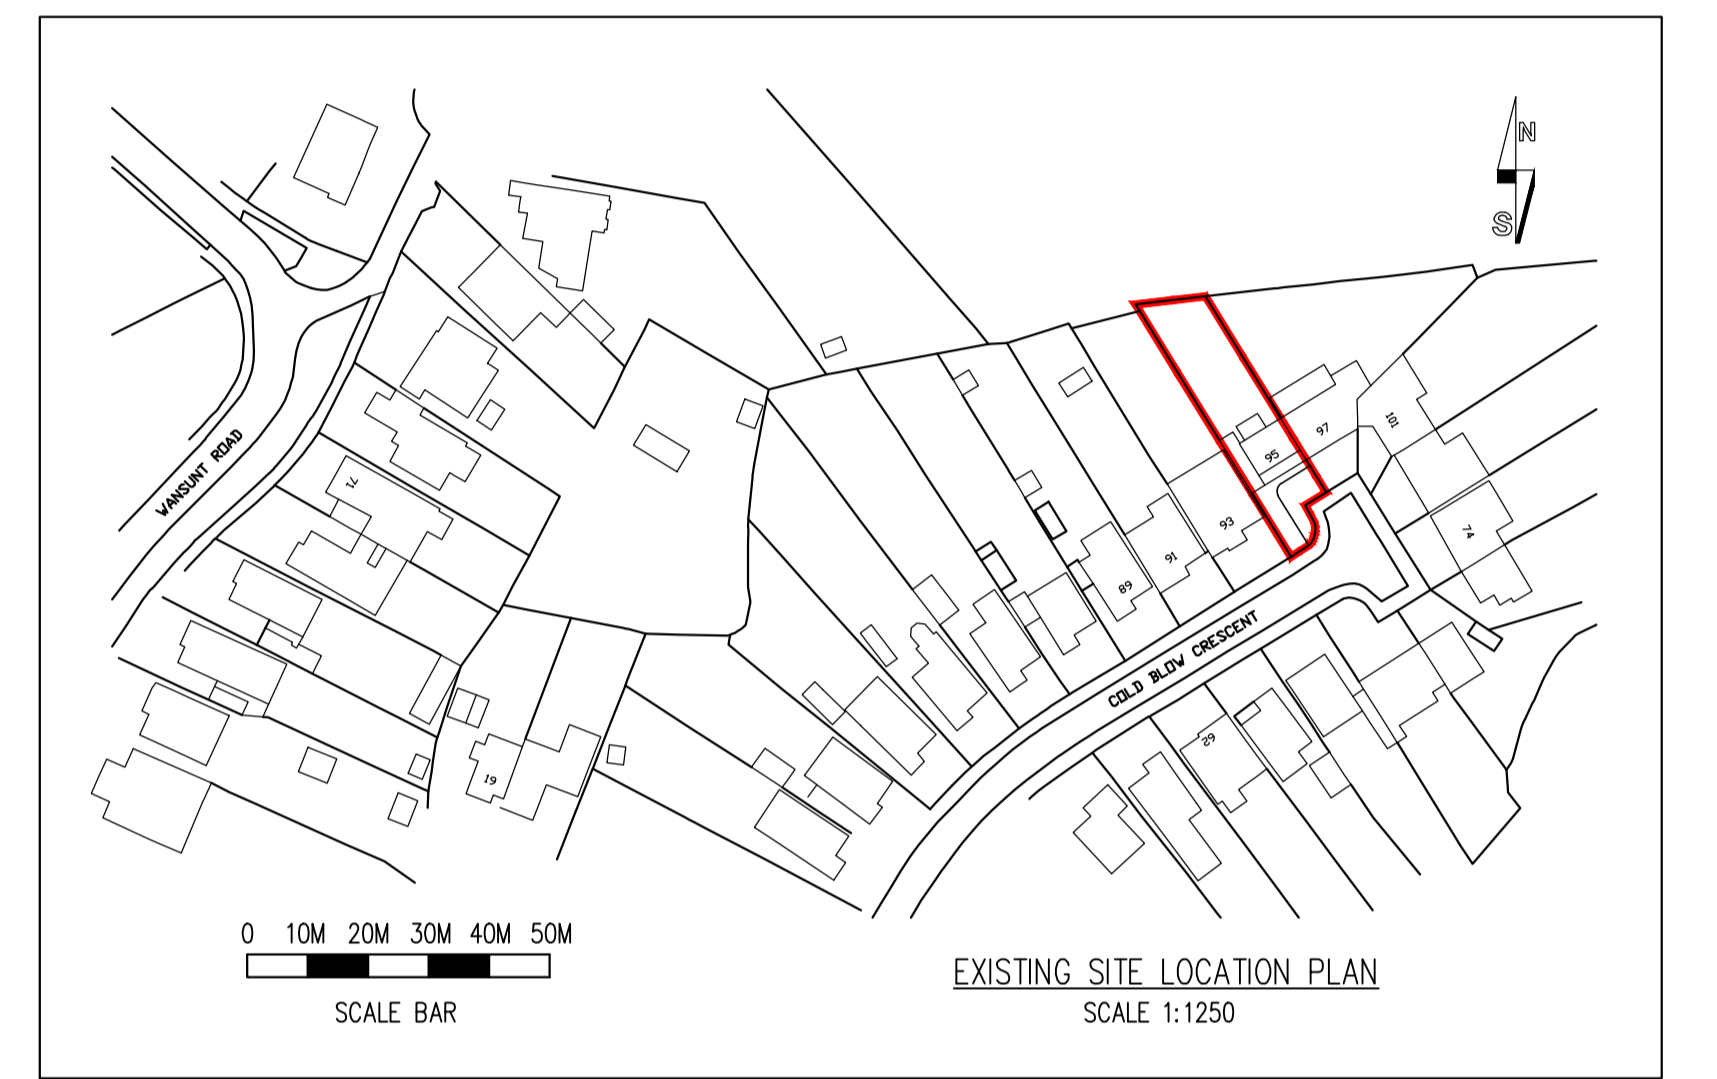 N
S
WANSUNT ROAD
71
19
101
97
95
93
91
89
74
COLD BLOW CRESCENT
62
0 10M 20M 30M 40M 50M
SCALE BAR
EXISTING SITE LOCATION PLAN
SCALE 1:1250